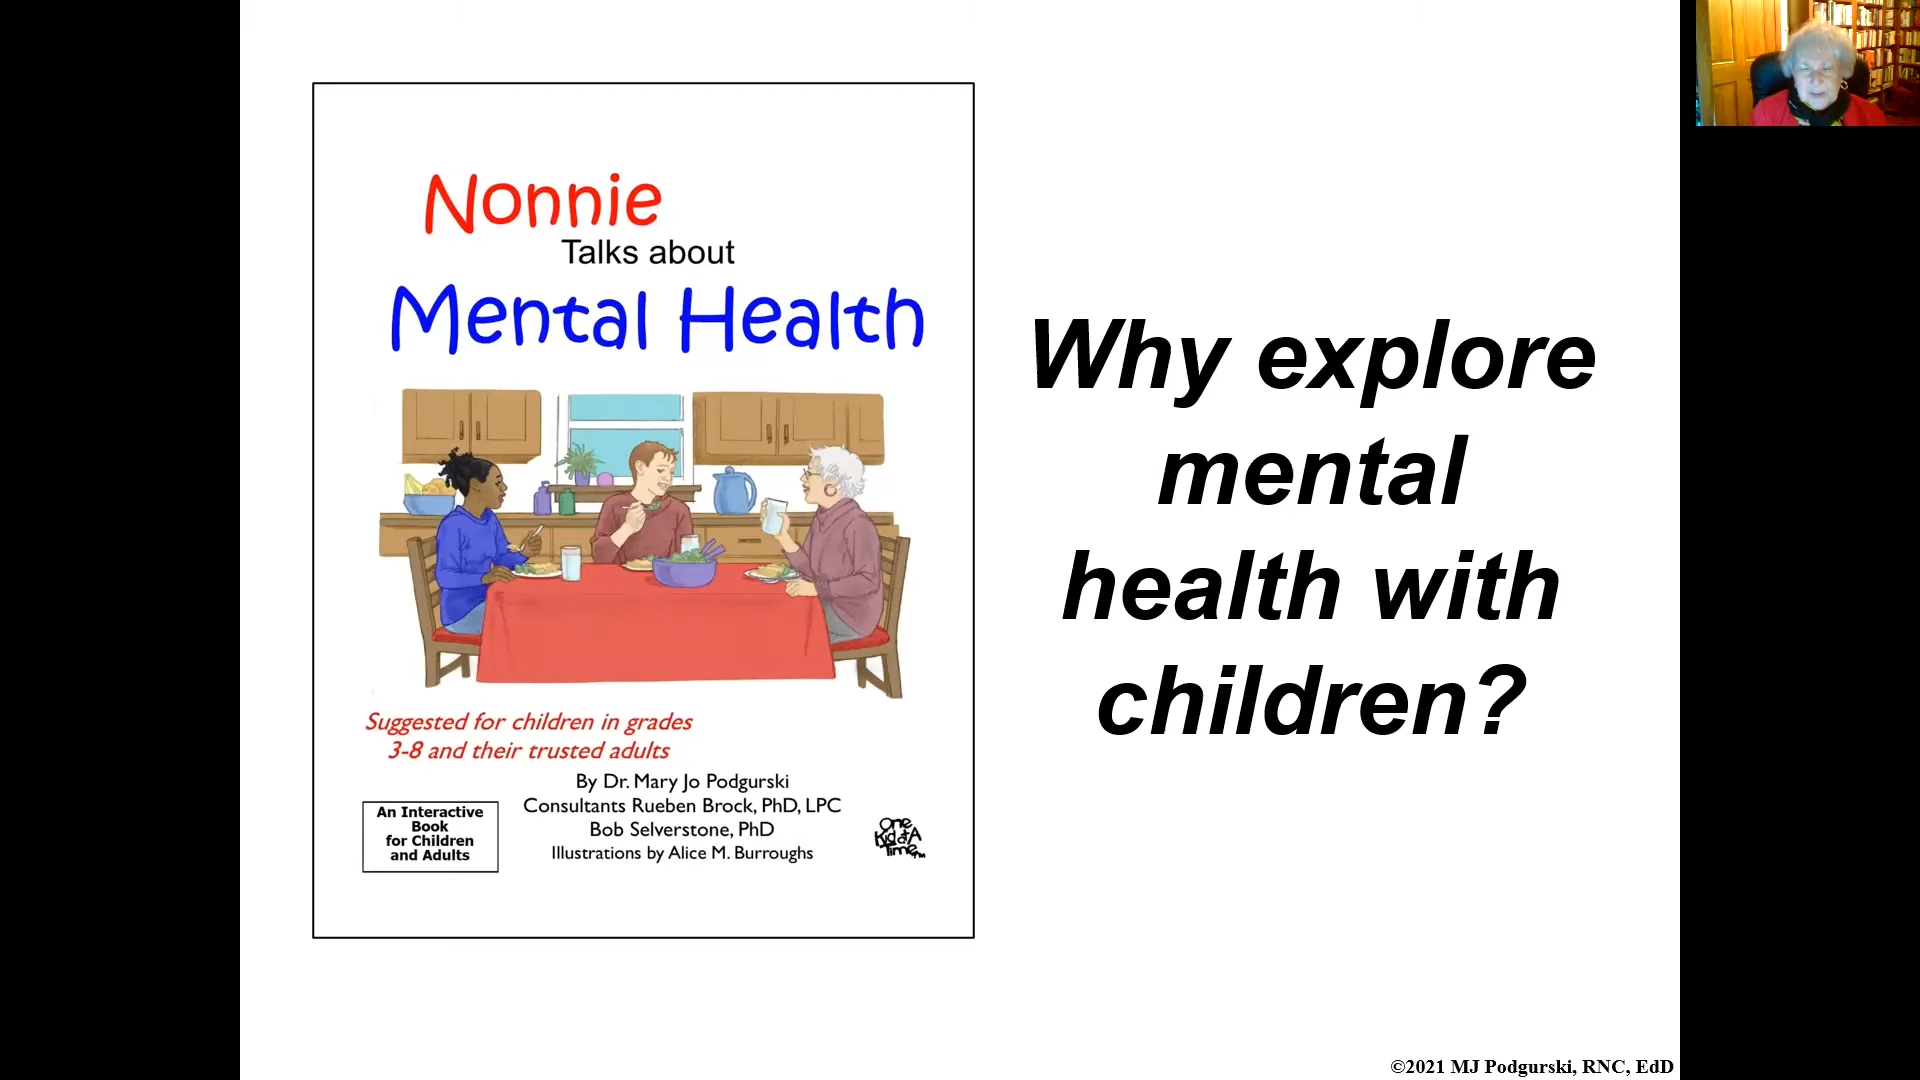 Nonnie
Talks about
Mental Health
Suggested for children in grades
3-8 and their trusted adults
By Dr. Mary Jo Podgurski
Consultants Rueben Brock, PhD, LPC
Bob Selverstone, PhD
Illustrations by Alice M. Burroughs
An Interactive
Book
for Children
and Adults
One
Kid at A
Time™
Why explore
mental
health with
children?
©2021 MJ Podgurski, RNC, EdD